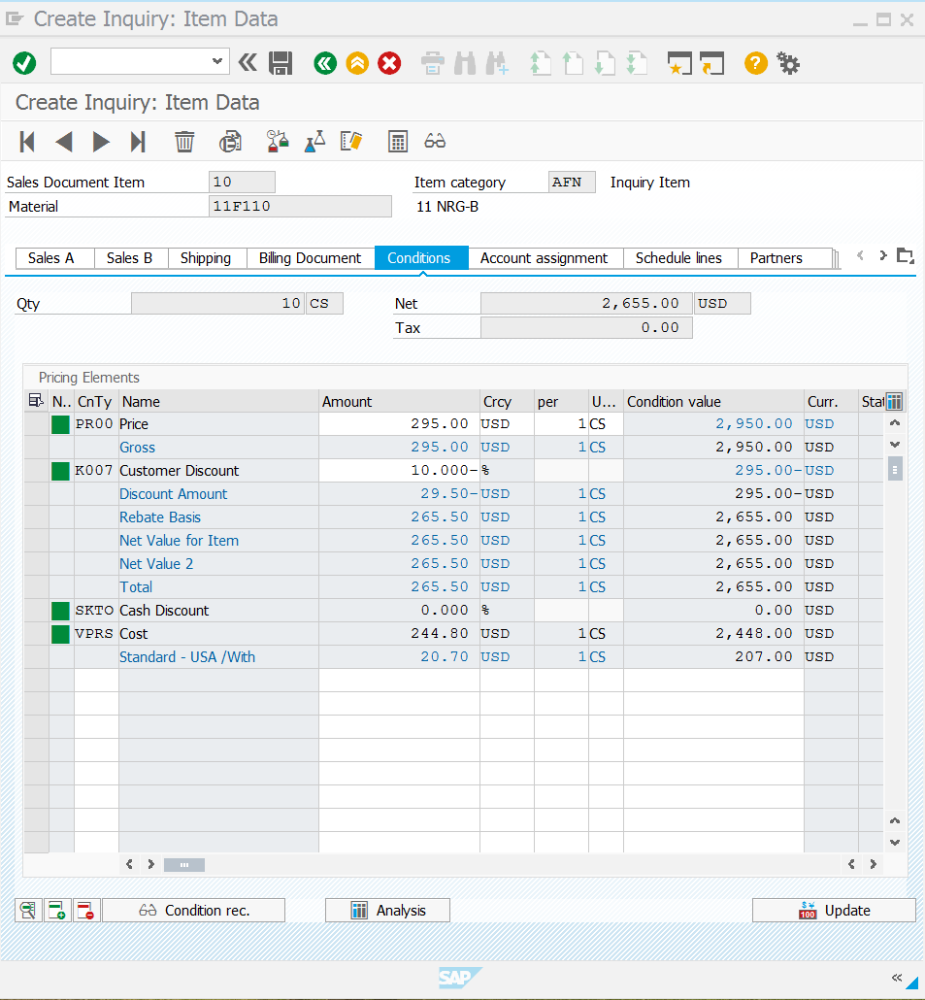 Create Inquiry: Item Data
Create Inquiry: Item Data
Sales Document Item 10 Item category AFN Inquiry Item
Material 11F110 11 NRG-B
Sales A Sales B Shipping Billing Document Conditions Account assignment Schedule lines Partners
Qty 10 CS Net 2,655.00 USD
Tax 0.00
Pricing Elements
N.. CnTy Name Amount Crcy per U... Condition value Curr. Stat
PR00 Price 295.00 USD 1 CS 2,950.00 USD
Gross 295.00 USD 1 CS 2,950.00 USD
K007 Customer Discount 10.000- % 295.00- USD
Discount Amount 29.50- USD 1 CS 295.00- USD
Rebate Basis 265.50 USD 1 CS 2,655.00 USD
Net Value for Item 265.50 USD 1 CS 2,655.00 USD
Net Value 2 265.50 USD 1 CS 2,655.00 USD
Total 265.50 USD 1 CS 2,655.00 USD
SKTO Cash Discount 0.000 % 0.00 USD
VPRS Cost 244.80 USD 1 CS 2,448.00 USD
Standard - USA /With 20.70 USD 1 CS 207.00 USD
Condition rec. Analysis 100 Update
SAP